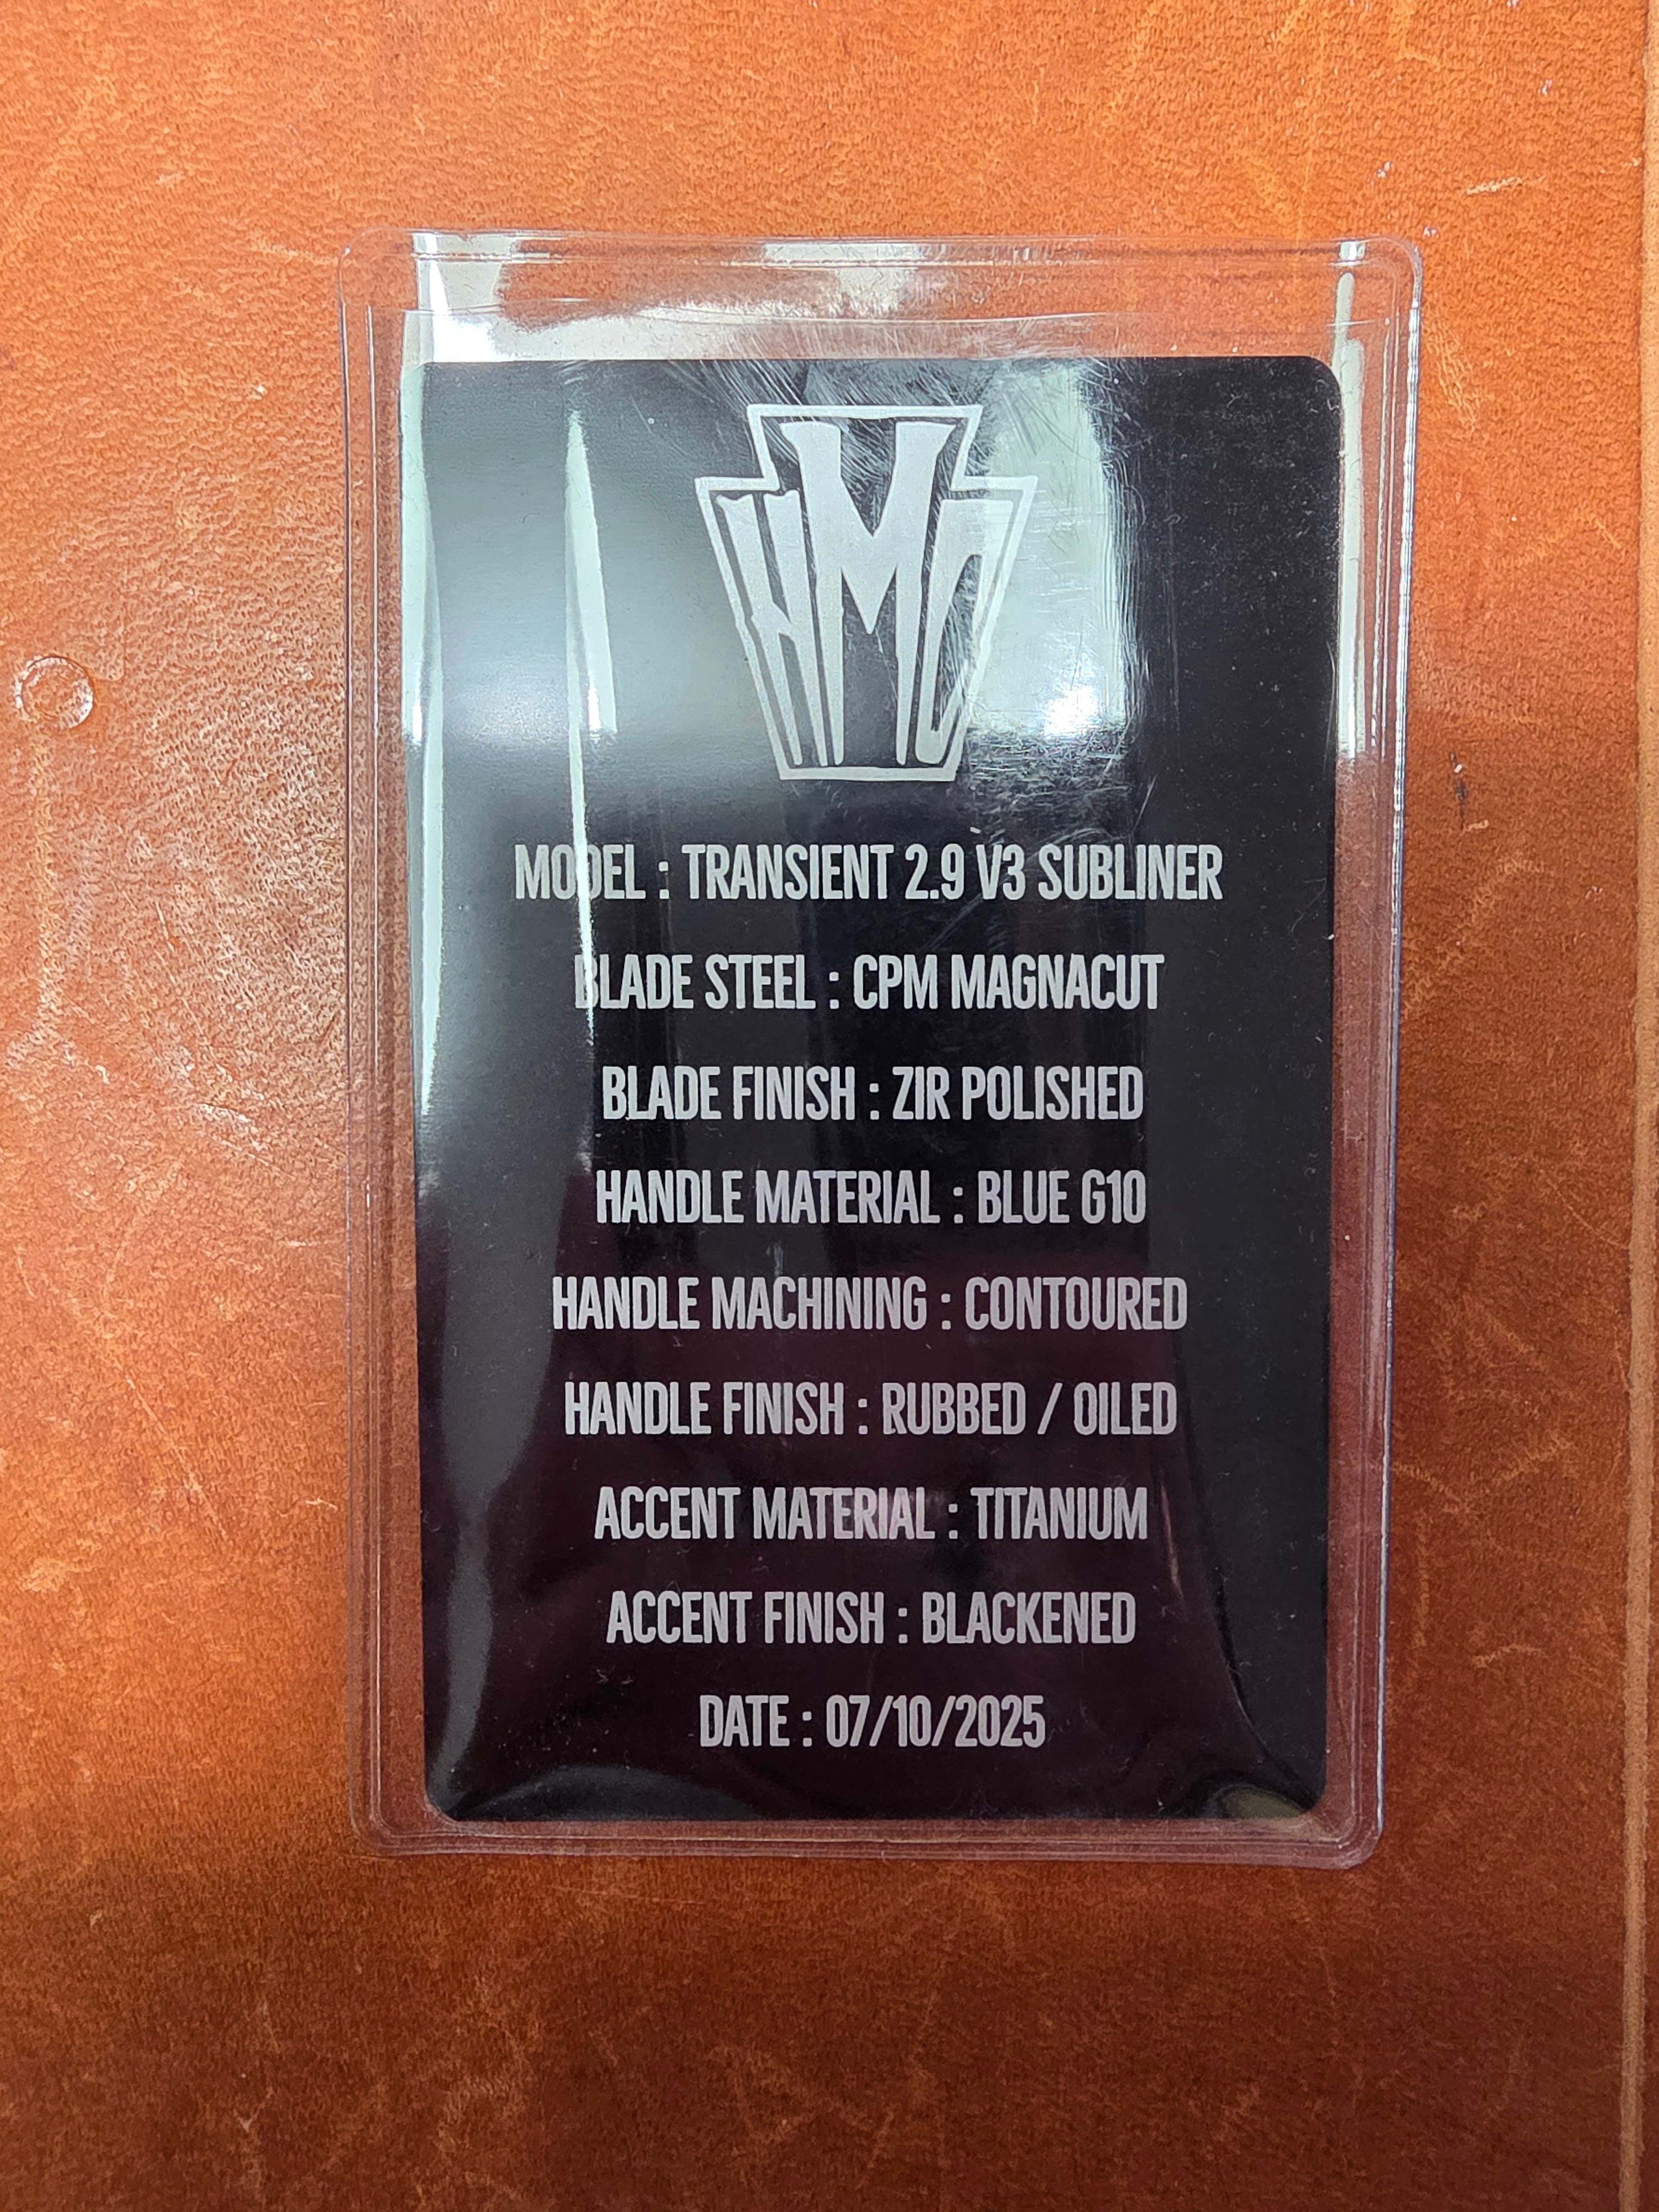 HMC
MODEL : TRANSIENT 2.9 V3 SUBLINER
BLADE STEEL : CPM MAGNACUT
BLADE FINISH : ZIR POLISHED
HANDLE MATERIAL : BLUE G10
HANDLE MACHINING : CONTOURED
HANDLE FINISH : RUBBED / OILED
ACCENT MATERIAL : TITANIUM
ACCENT FINISH : BLACKENED
DATE : 07/10/2025